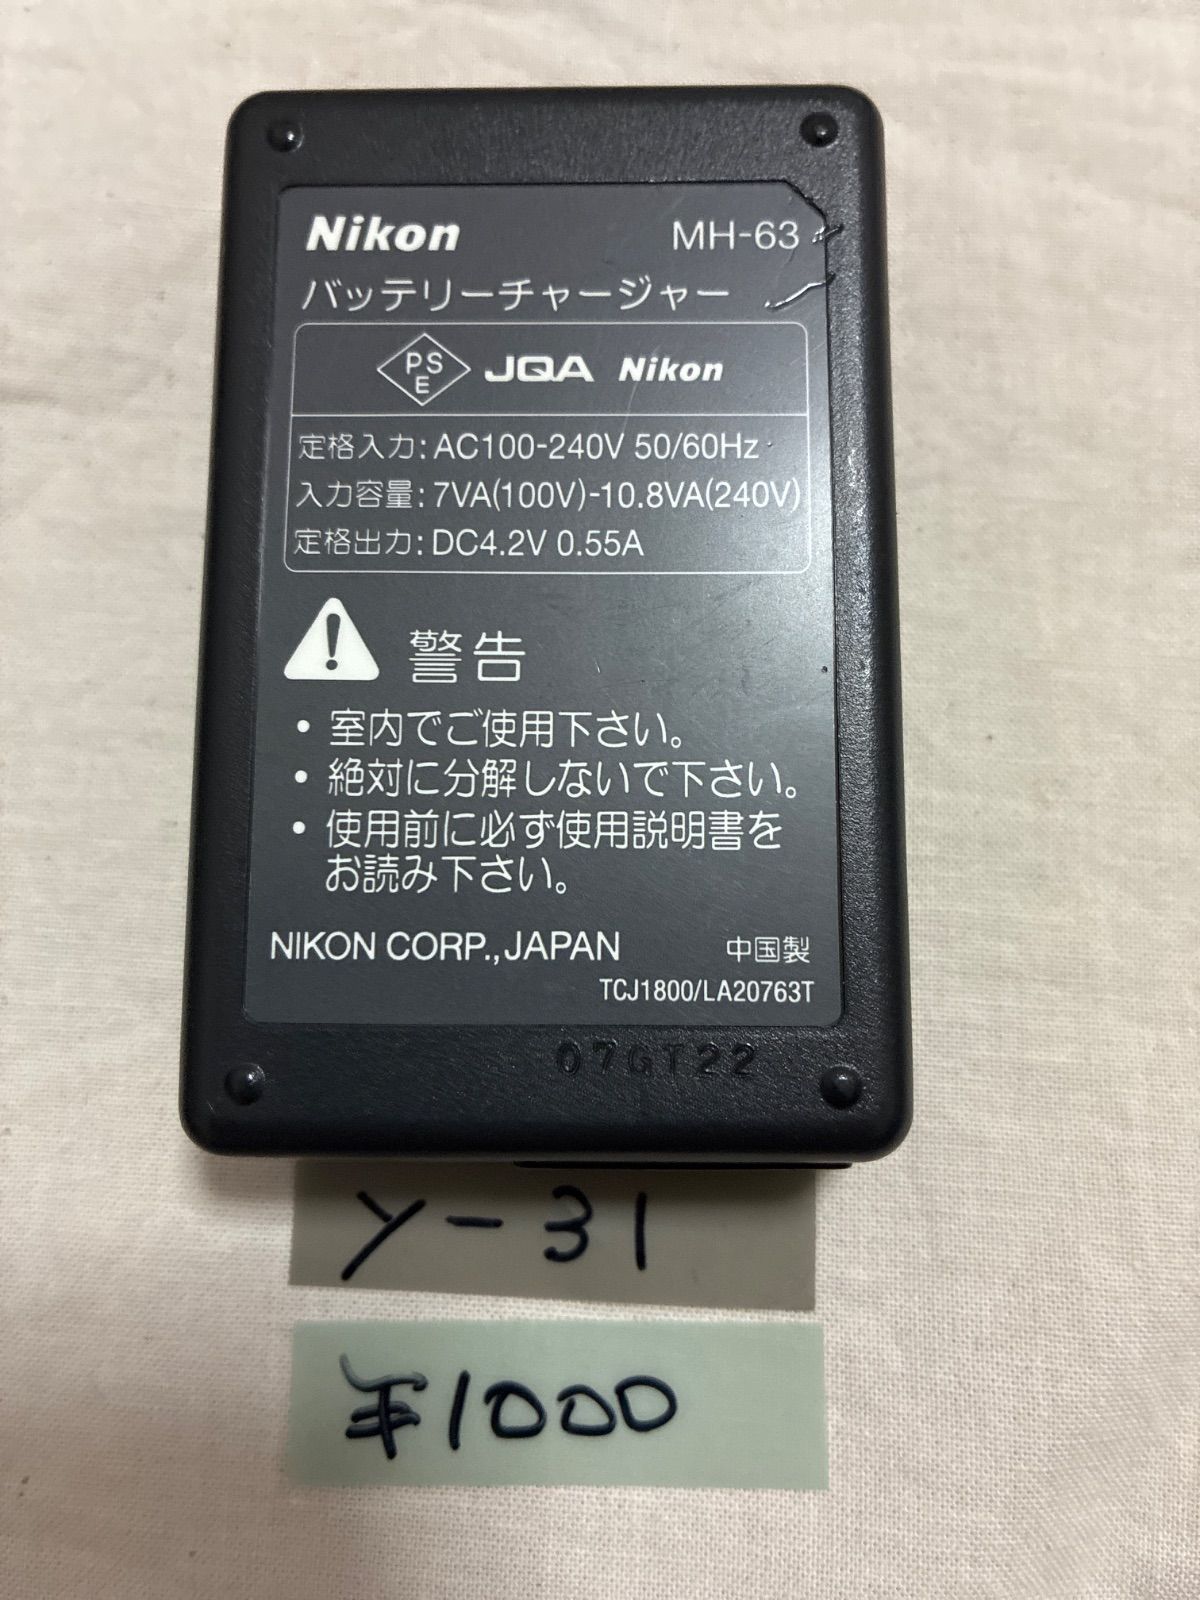 Nikon MH-63
バッテリーチャージャー
PSE JQA Nikon
定格入力: AC100-240V 50/60Hz
入力容量: 7VA(100V)-10.8VA(240V)
定格出力: DC4.2V 0.55A
警告
・室内でご使用下さい。
・絶対に分解しないで下さい。
・使用前に必ず使用説明書を
お読み下さい。
NIKON CORP.,JAPAN 中国製
TCJ1800/LA20763T
07GT22
Y-31
¥1000